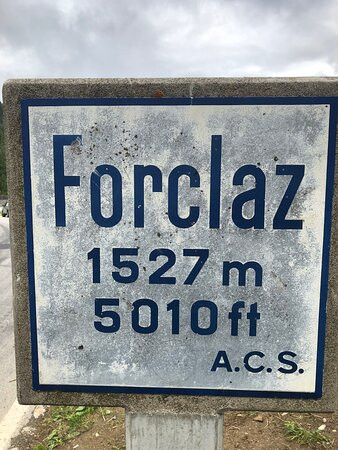 Forclaz
1527 m
5010 ft
A.C.S.